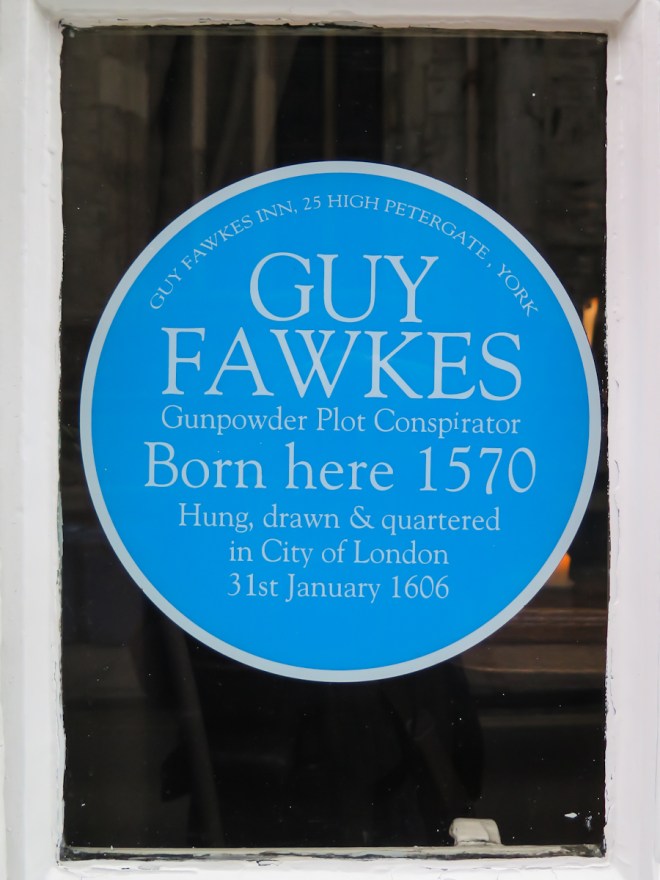 GUY FAWKES INN, 25 HIGH PETERGATE, YORK
GUY
FAWKES
Gunpowder Plot Conspirator
Born here 1570
Hung, drawn & quartered
in City of London
31st January 1606